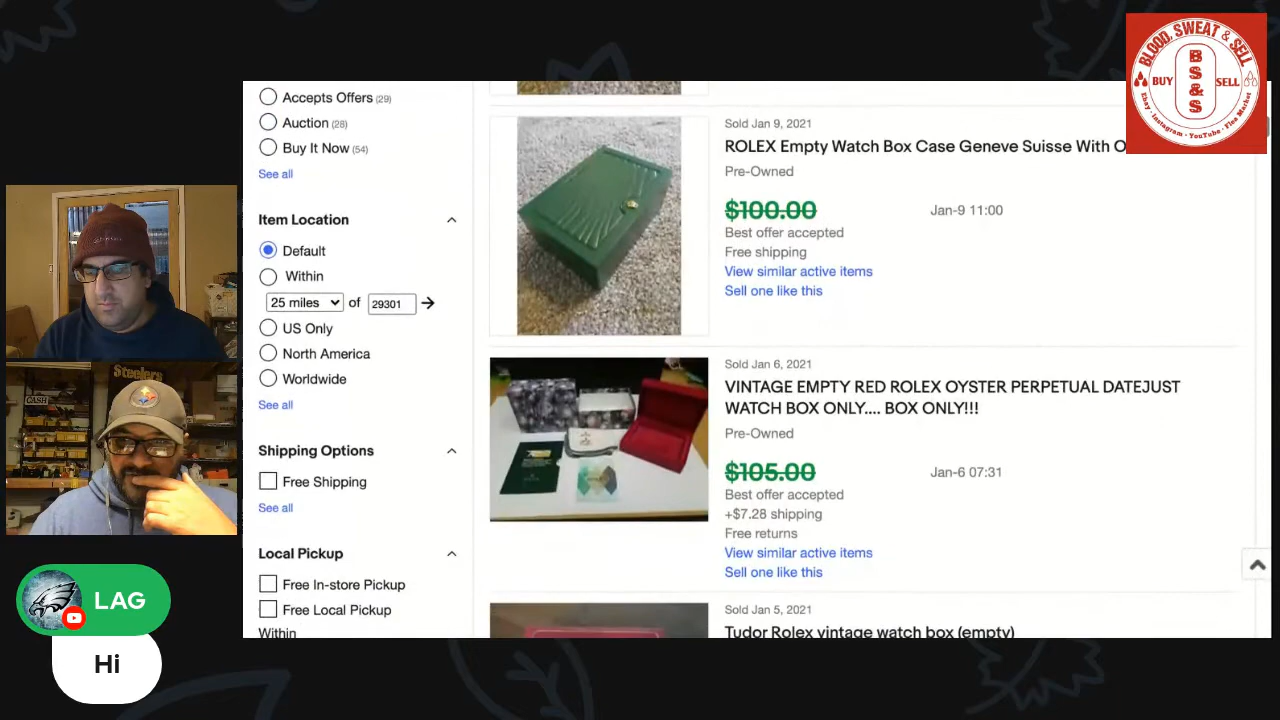 BLOOD, SWEAT & SELL
BUY
BS&S
SELL
Ebay · Instagram · YouTube · Flea Market
Accepts Offers (29)
Auction (28)
Buy It Now (54)
See all
Item Location
Default
Within
25 miles of 29301
US Only
North America
Worldwide
See all
Shipping Options
Free Shipping
See all
Local Pickup
Free In-store Pickup
Free Local Pickup
Within
Sold Jan 9, 2021
ROLEX Empty Watch Box Case Geneve Suisse With O
Pre-Owned
$100.00
Jan-9 11:00
Best offer accepted
Free shipping
View similar active items
Sell one like this
Sold Jan 6, 2021
VINTAGE EMPTY RED ROLEX OYSTER PERPETUAL DATEJUST
WATCH BOX ONLY.... BOX ONLY!!!
Pre-Owned
$105.00
Jan-6 07:31
Best offer accepted
+$7.28 shipping
Free returns
View similar active items
Sell one like this
Sold Jan 5, 2021
Tudor Rolex vintage watch box (empty)
Steelers
CASH
LAG
Hi